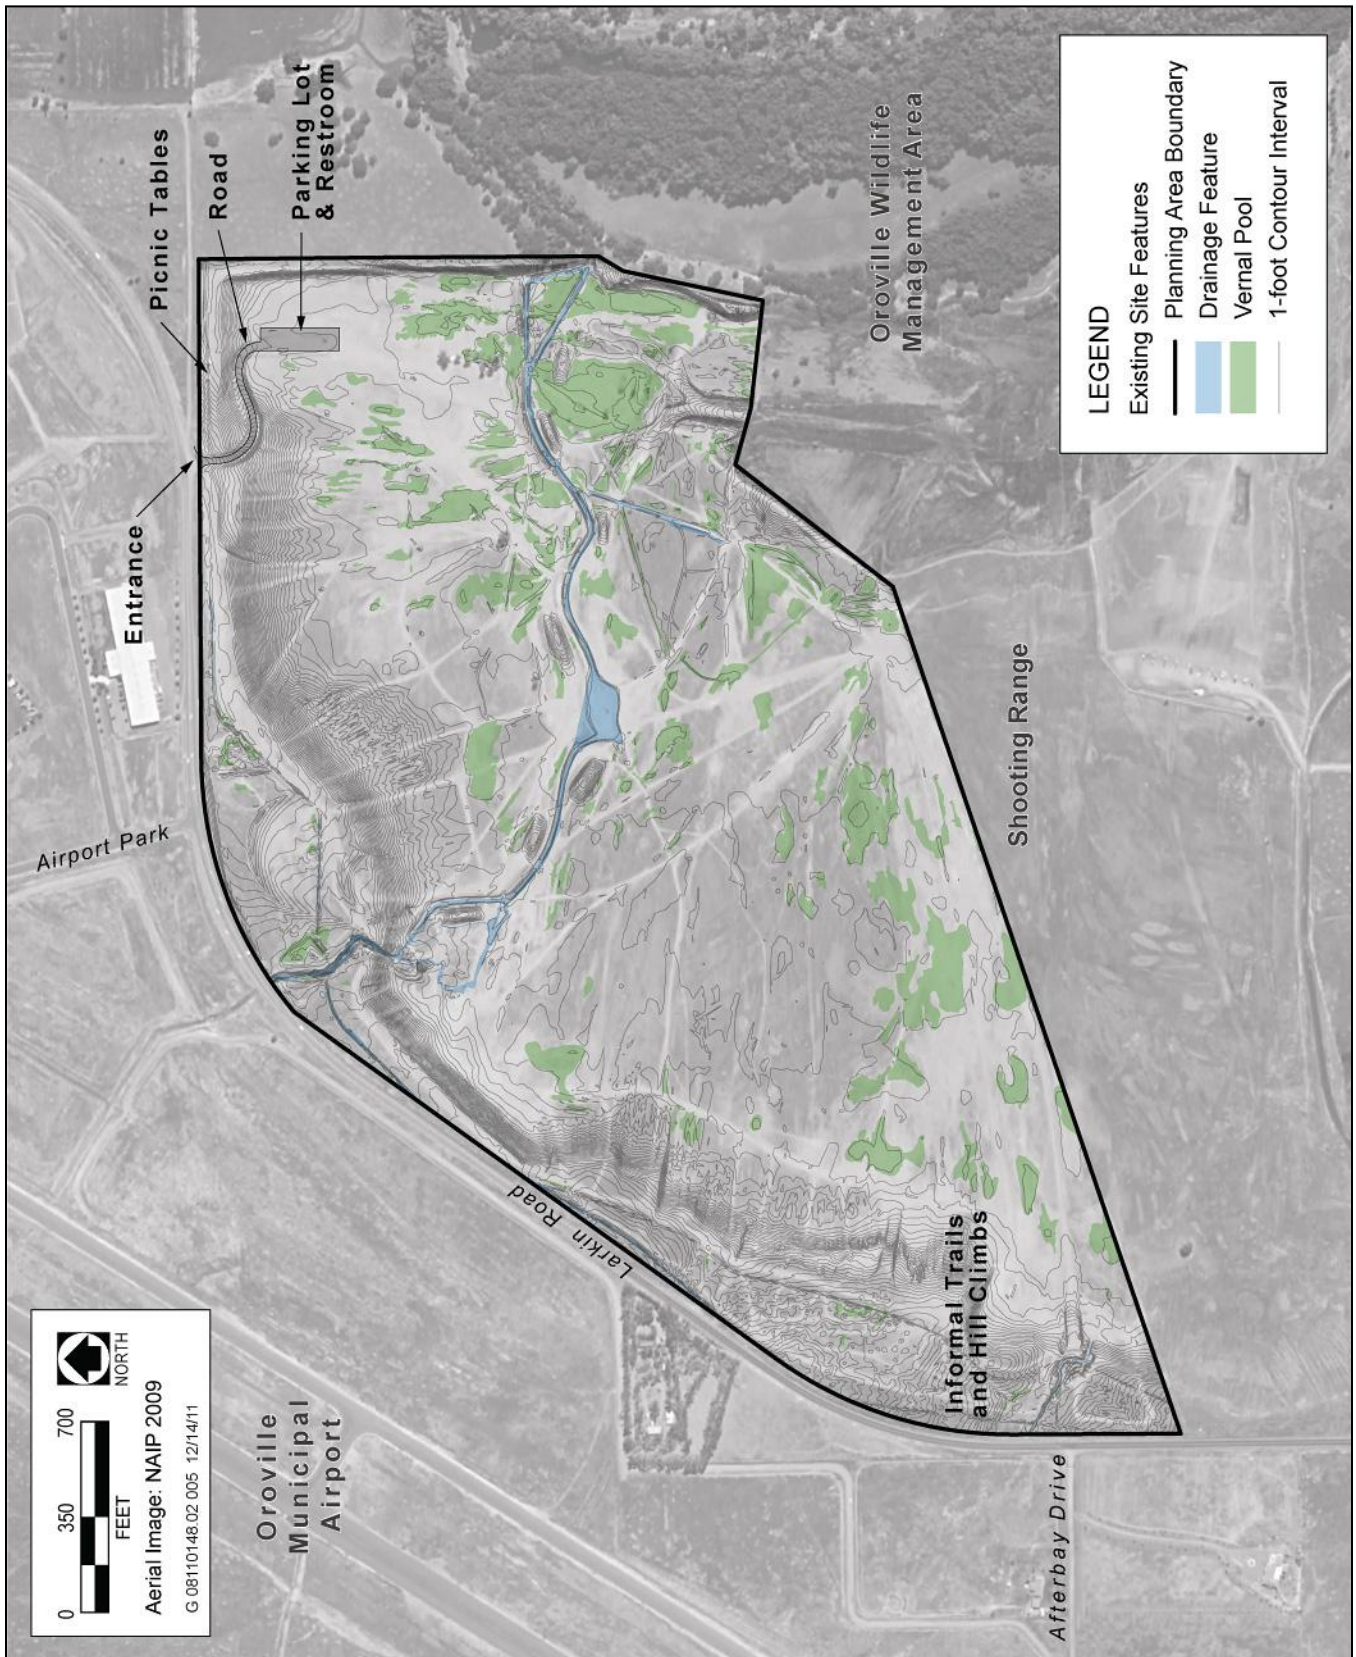 Picnic Tables
Road
Parking Lot
& Restroom
Entrance
Airport Park
Oroville Wildlife
Management Area
Shooting Range
Larkin Road
Informal Trails
and Hill Climbs
Afterbay Drive
Oroville
Municipal
Airport
LEGEND
Existing Site Features
Planning Area Boundary
Drainage Feature
Vernal Pool
1-foot Contour Interval
0 350 700
FEET
NORTH
Aerial Image: NAIP 2009
G 08110148.02 005 12/14/11